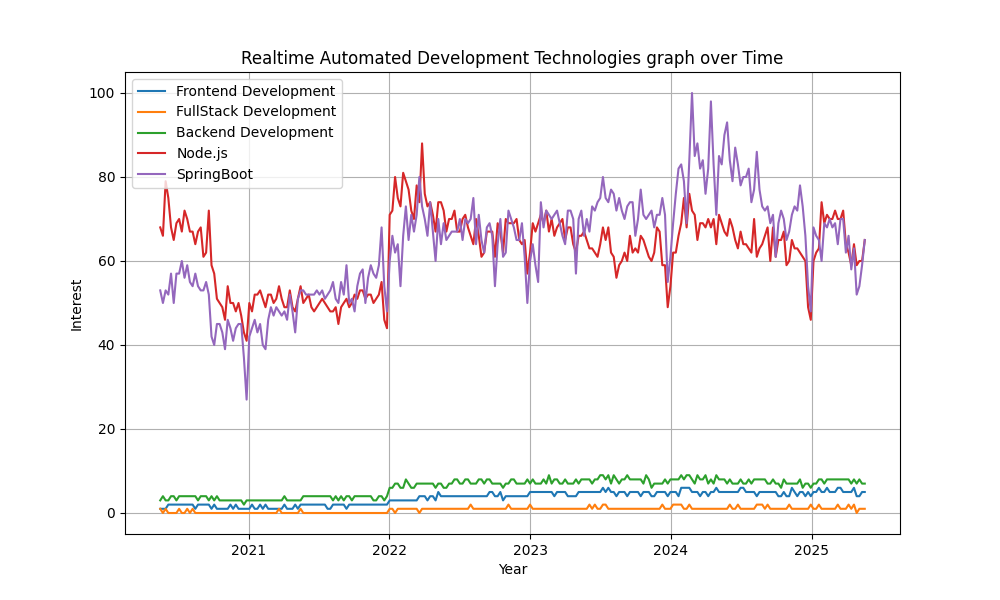 Realtime Automated Development Technologies graph over Time
Frontend Development
FullStack Development
Backend Development
Node.js
SpringBoot
100
80
60
40
20
0
Interest
2021
2022
2023
2024
2025
Year